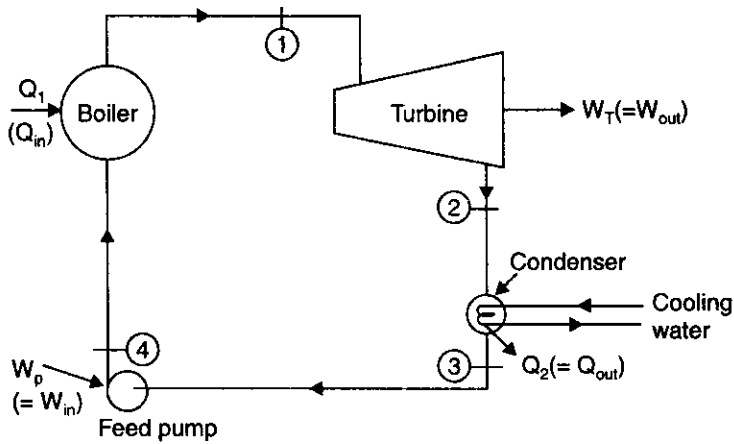 1
Q1
(Qin)
Boiler
Turbine
WT(=Wout)
2
Condenser
Cooling
water
4
3
Q2(= Qout)
Wp
(= Win)
Feed pump